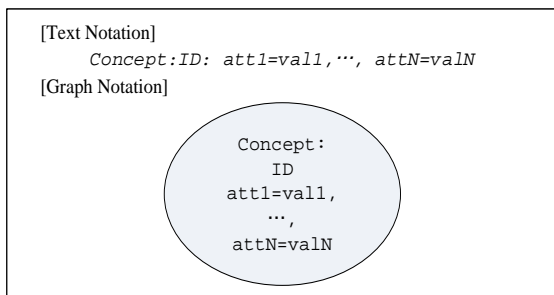 [Text Notation]
Concept:ID: att1=val1,⋯, attN=valN
[Graph Notation]
Concept:
ID
att1=val1,
⋯,
attN=valN